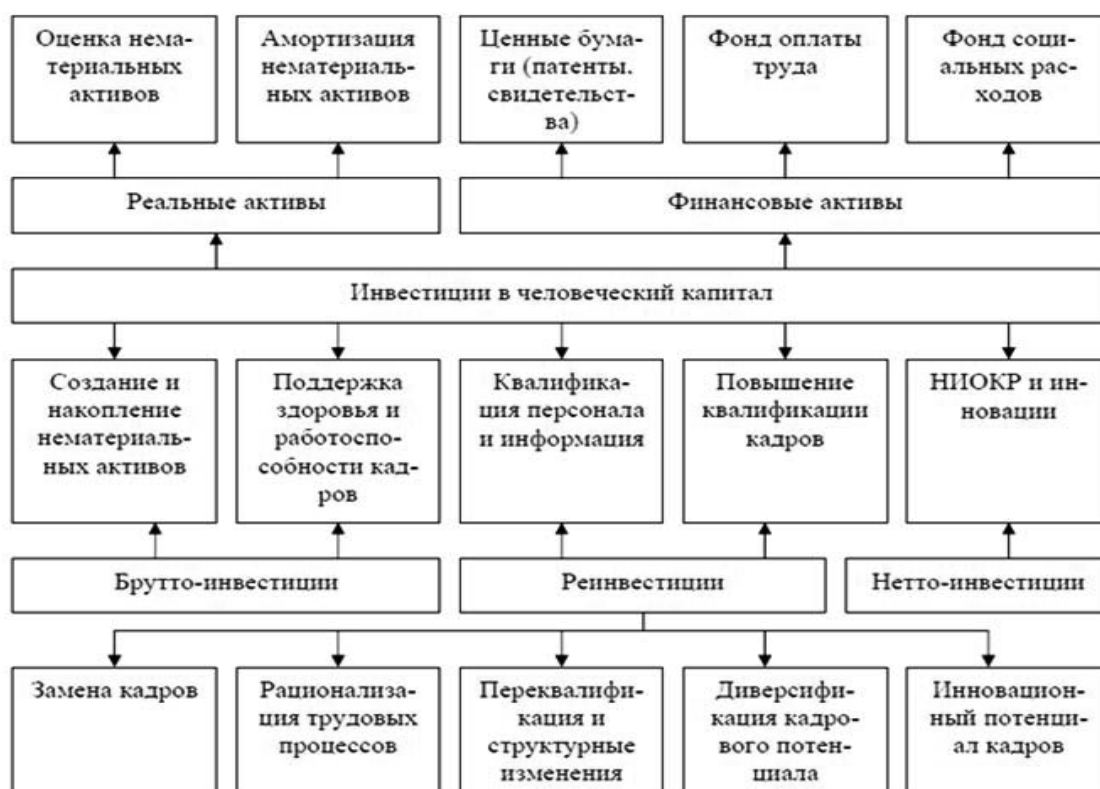 Оценка нема-
териальных
активов
Амортизация
нематериаль-
ных активов
Ценные бума-
ги (патенты.
свидетельст-
ва)
Фонд оплаты
труда
Фонд соци-
альных рас-
ходов
Реальные активы
Финансовые активы
Инвестиции в человеческий капитал
Создание и
накопление
нематериаль-
ных активов
Поддержка
здоровья и
работоспо-
собности кад-
ров
Квалифика-
ция персонала
и информация
Повышение
квалификации
кадров
НИОКР и ин-
новации
Брутто-инвестиции
Реинвестиции
Нетто-инвестиции
Замена кадров
Рационализа-
ция трудовых
процессов
Переквалифи-
кация и
структурные
изменения
Диверсифи-
кация кадро-
вого потен-
циала
Инновацион-
ный потенци-
ал кадров